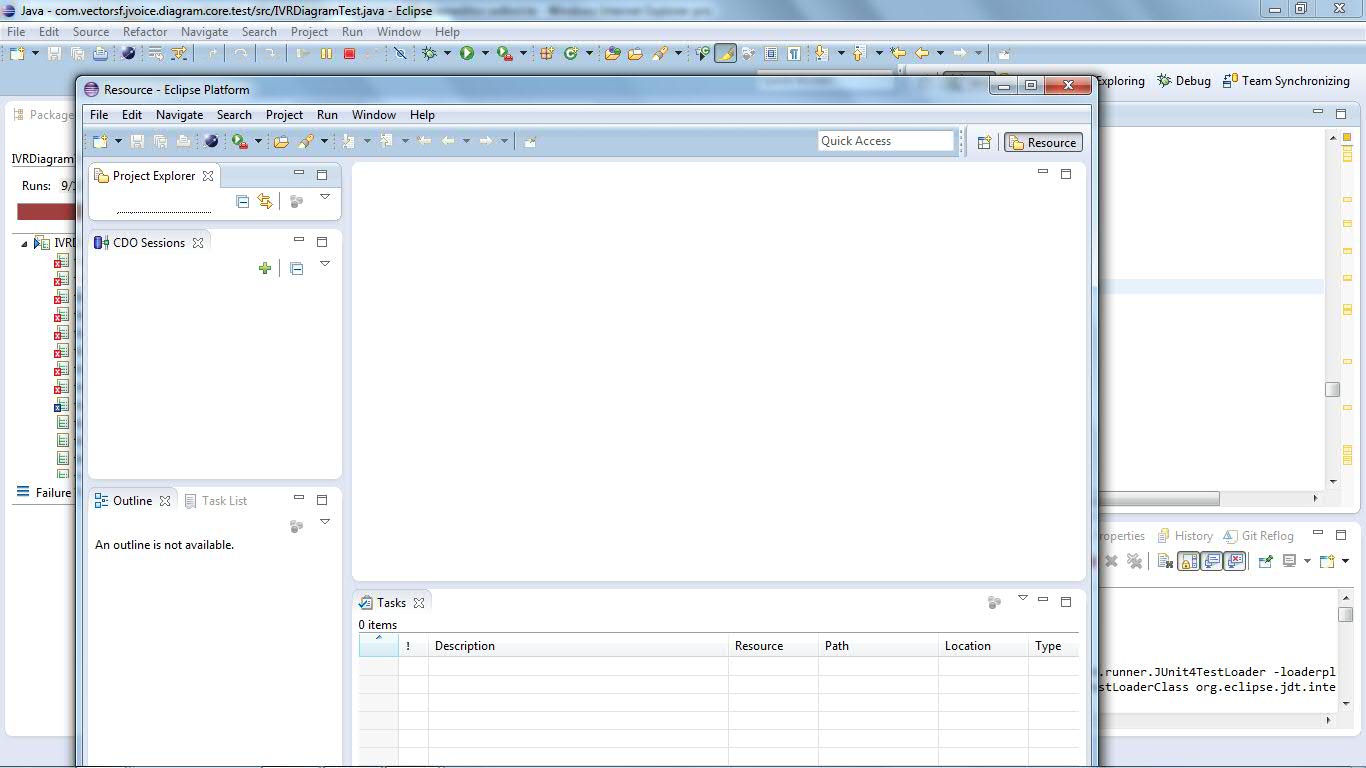 Java - com.vectorsf.jvoice.diagram.core.test/src/IVRDiagramTest.java - Eclipse
File Edit Source Refactor Navigate Search Project Run Window Help
Exploring Debug Team Synchronizing
Resource - Eclipse Platform
File Edit Navigate Search Project Run Window Help
Quick Access
Resource
Package
IVRDiagram
Runs: 9/
IVRD
Failure
Project Explorer
CDO Sessions
Outline Task List
An outline is not available.
Tasks
0 items
! Description Resource Path Location Type
roperties History Git Reflog
.runner.JUnit4TestLoader -loaderpl
stLoaderClass org.eclipse.jdt.inte